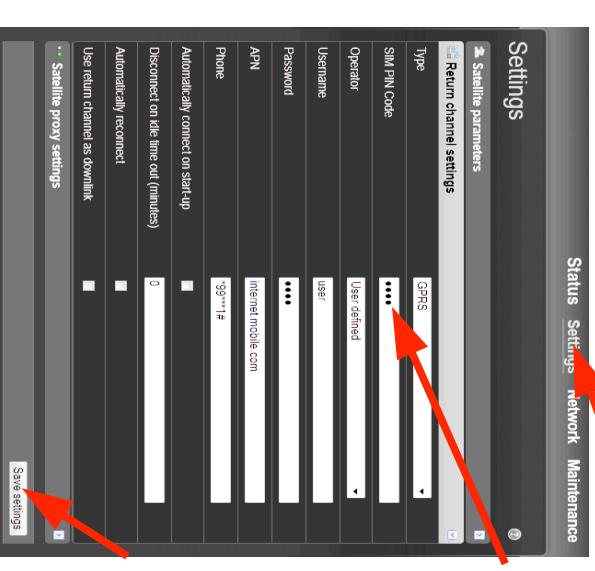 Status Settings Network Maintenance
Settings
Satellite parameters
Return channel settings
Type GPRS
SIM PIN Code ••••
Operator User defined
Username user
Password ••••
APN internet.mobile.com
Phone *99***1#
Automatically connect on start-up
Disconnect on idle time out (minutes) 0
Automatically reconnect
Use return channel as downlink
Satellite proxy settings
Save settings